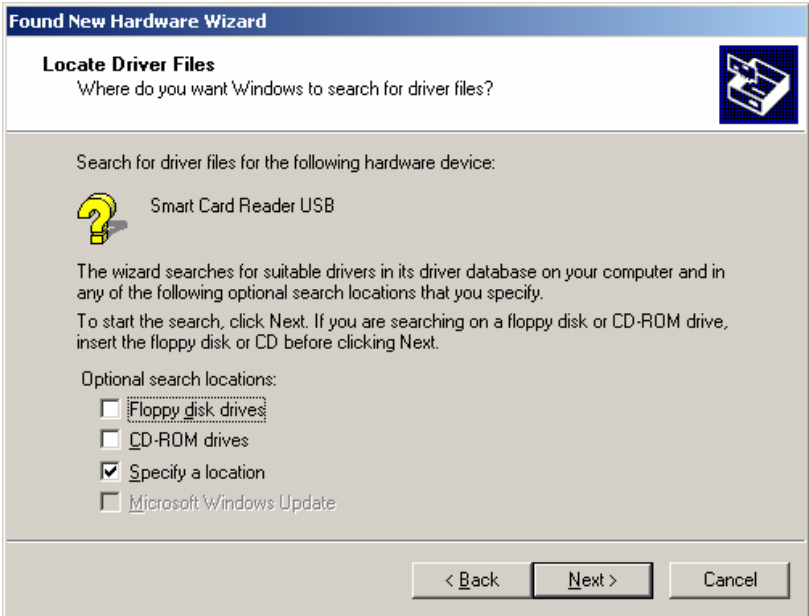 Found New Hardware Wizard
Locate Driver Files
Where do you want Windows to search for driver files?
Search for driver files for the following hardware device:
Smart Card Reader USB
The wizard searches for suitable drivers in its driver database on your computer and in
any of the following optional search locations that you specify.
To start the search, click Next. If you are searching on a floppy disk or CD-ROM drive,
insert the floppy disk or CD before clicking Next.
Optional search locations:
Floppy disk drives
CD-ROM drives
Specify a location
Microsoft Windows Update
< Back Next > Cancel